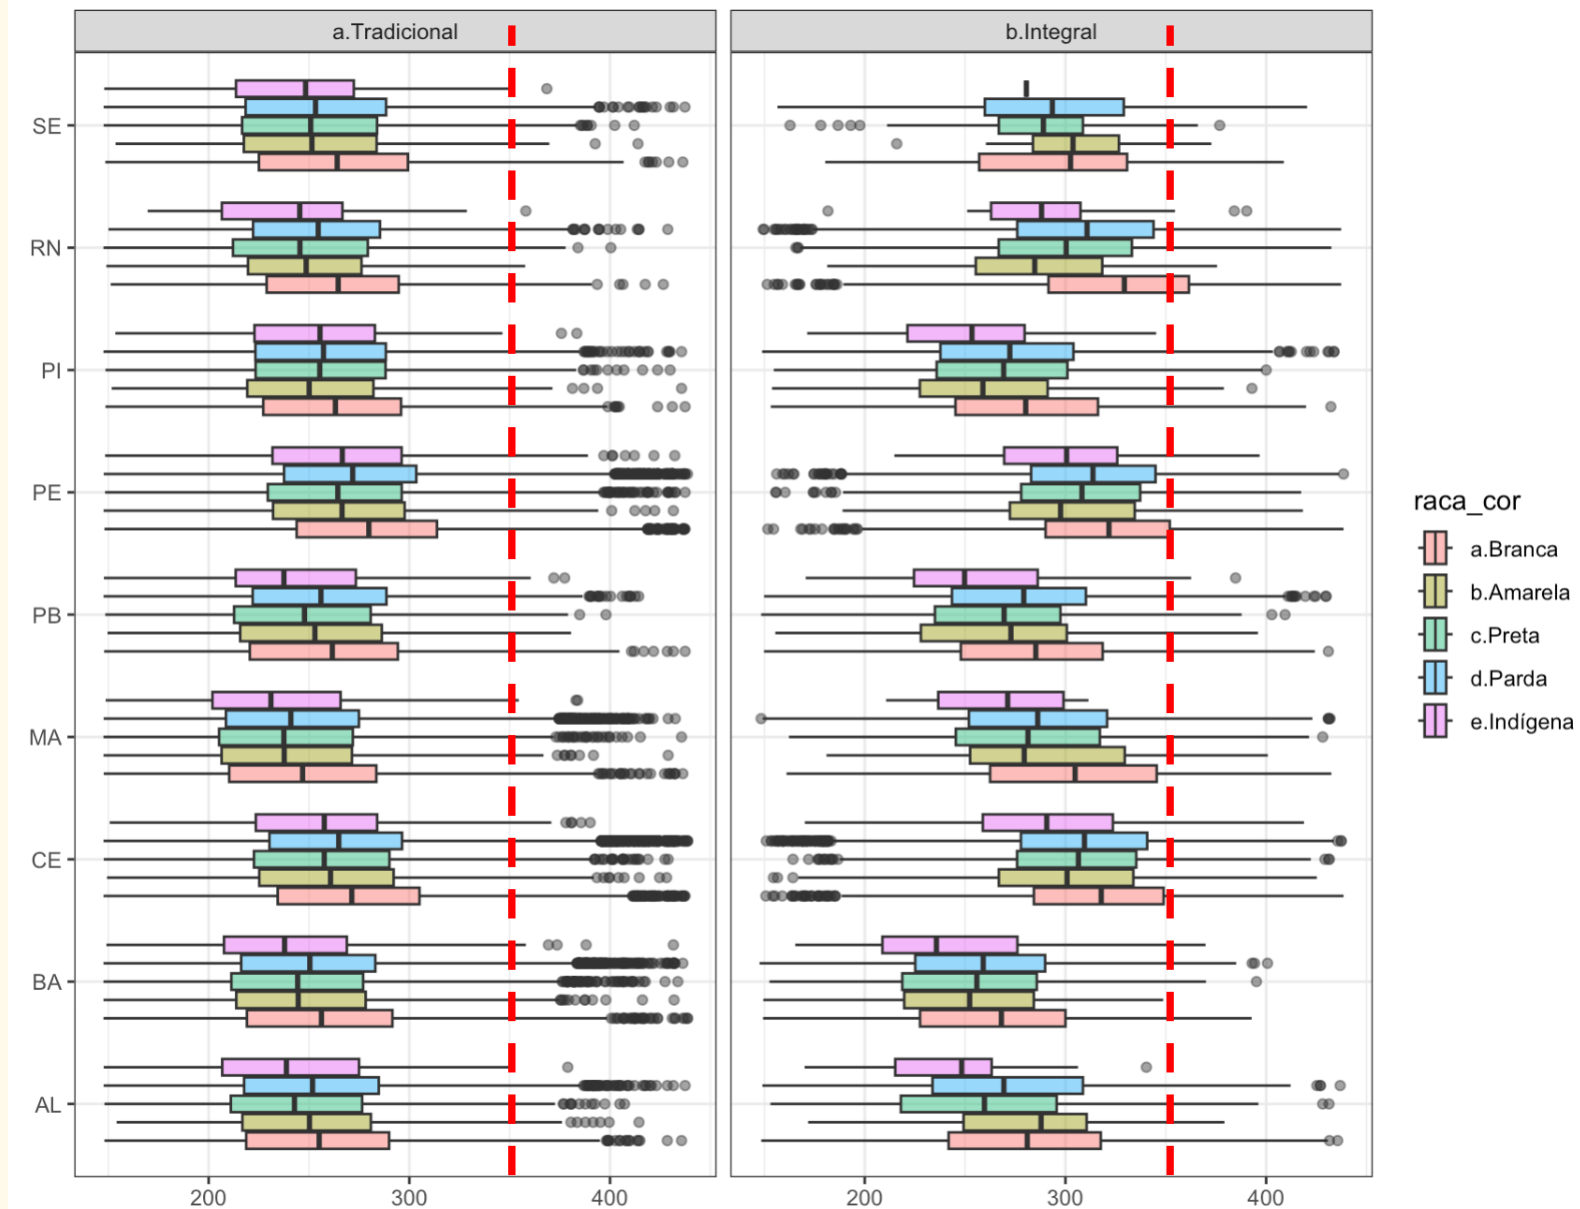 a.Tradicional
b.Integral
SE
RN
PI
PE
PB
MA
CE
BA
AL
200 300 400
200 300 400
raca_cor
a.Branca
b.Amarela
c.Preta
d.Parda
e.Indígena